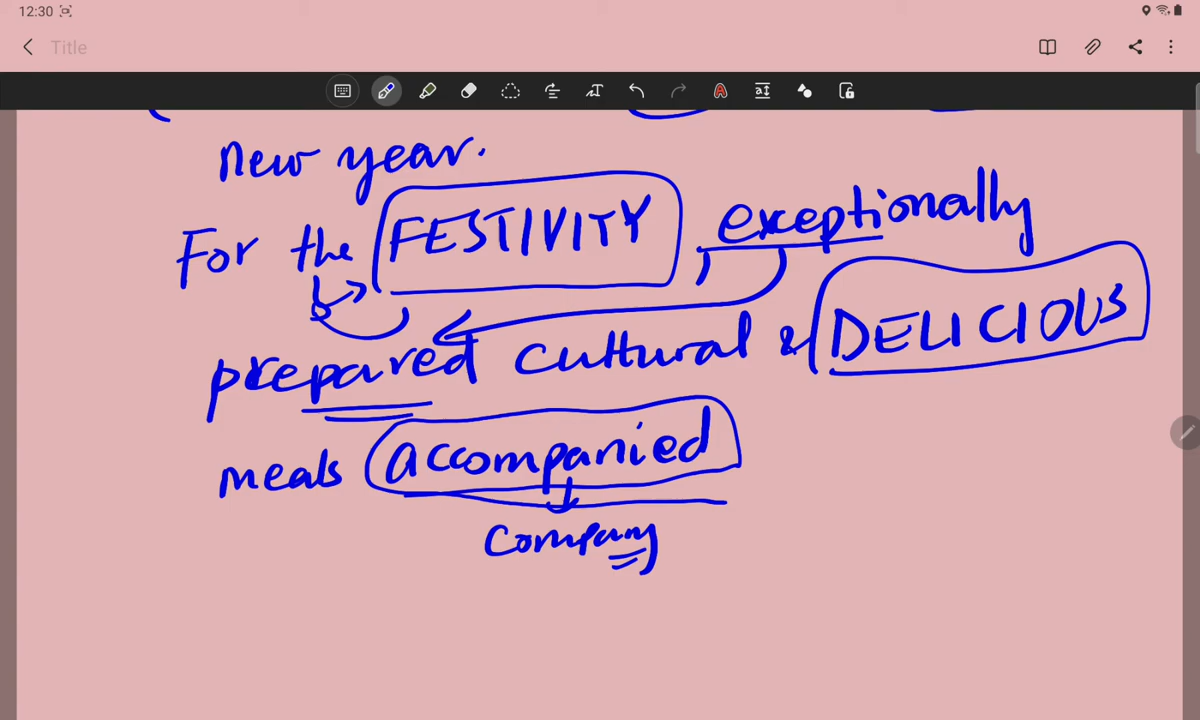 12:30
Title
new year.
For the FESTIVITY, exceptionally
prepared cultural & DELICIOUS
meals accompanied
company